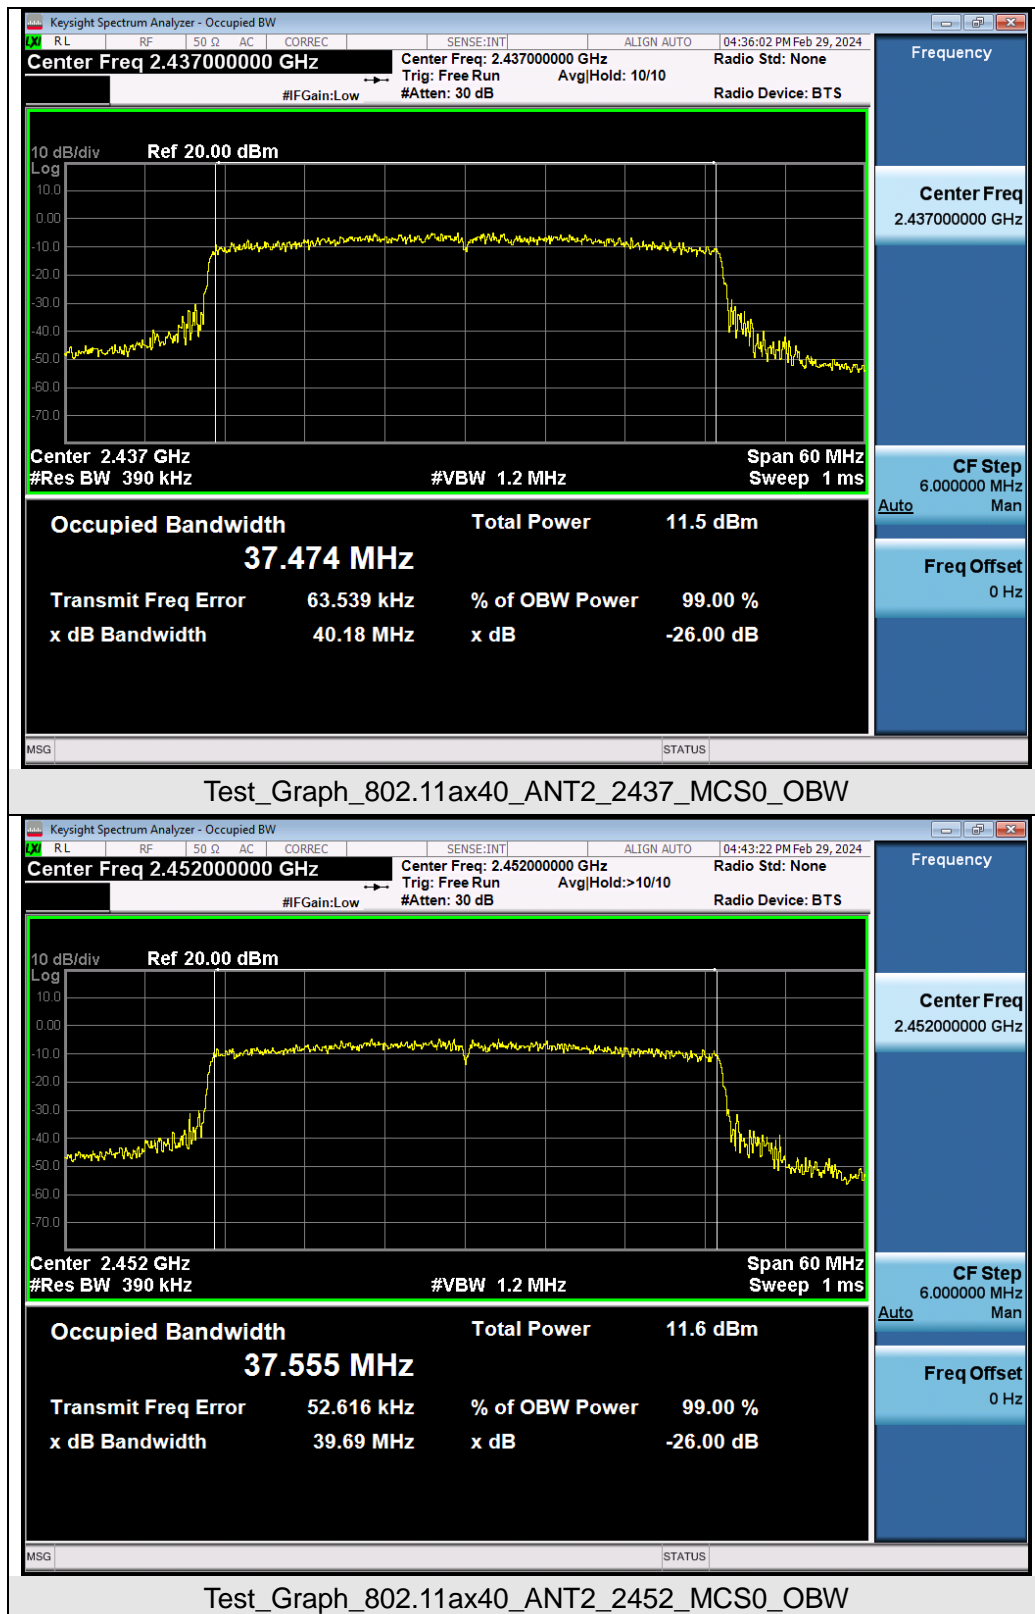 Keysight Spectrum Analyzer - Occupied BW
LXI RL RF 50 Ω AC CORREC SENSE:INT ALIGN AUTO 04:36:02 PM Feb 29, 2024
Center Freq 2.437000000 GHz Center Freq: 2.437000000 GHz Radio Std: None Frequency
Trig: Free Run Avg|Hold: 10/10
#IFGain:Low #Atten: 30 dB Radio Device: BTS
10 dB/div Ref 20.00 dBm
Log
10.0
0.00
-10.0
-20.0
-30.0
-40.0
-50.0
-60.0
-70.0
Center Freq
2.437000000 GHz
Center 2.437 GHz Span 60 MHz
#Res BW 390 kHz #VBW 1.2 MHz Sweep 1 ms
CF Step
6.000000 MHz
Auto Man
Freq Offset
0 Hz
Occupied Bandwidth Total Power 11.5 dBm
37.474 MHz
Transmit Freq Error 63.539 kHz % of OBW Power 99.00 %
x dB Bandwidth 40.18 MHz x dB -26.00 dB
MSG STATUS
Test_Graph_802.11ax40_ANT2_2437_MCS0_OBW
Keysight Spectrum Analyzer - Occupied BW
LXI RL RF 50 Ω AC CORREC SENSE:INT ALIGN AUTO 04:43:22 PM Feb 29, 2024
Center Freq 2.452000000 GHz Center Freq: 2.452000000 GHz Radio Std: None Frequency
Trig: Free Run Avg|Hold:>10/10
#IFGain:Low #Atten: 30 dB Radio Device: BTS
10 dB/div Ref 20.00 dBm
Log
10.0
0.00
-10.0
-20.0
-30.0
-40.0
-50.0
-60.0
-70.0
Center Freq
2.452000000 GHz
Center 2.452 GHz Span 60 MHz
#Res BW 390 kHz #VBW 1.2 MHz Sweep 1 ms
CF Step
6.000000 MHz
Auto Man
Freq Offset
0 Hz
Occupied Bandwidth Total Power 11.6 dBm
37.555 MHz
Transmit Freq Error 52.616 kHz % of OBW Power 99.00 %
x dB Bandwidth 39.69 MHz x dB -26.00 dB
MSG STATUS
Test_Graph_802.11ax40_ANT2_2452_MCS0_OBW